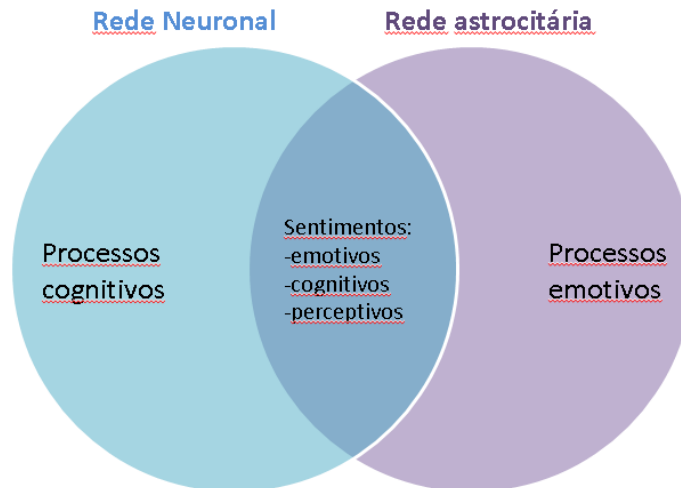 Rede Neuronal
Rede astrocitária
Processos
cognitivos
Sentimentos:
-emotivos
-cognitivos
-perceptivos
Processos
emotivos